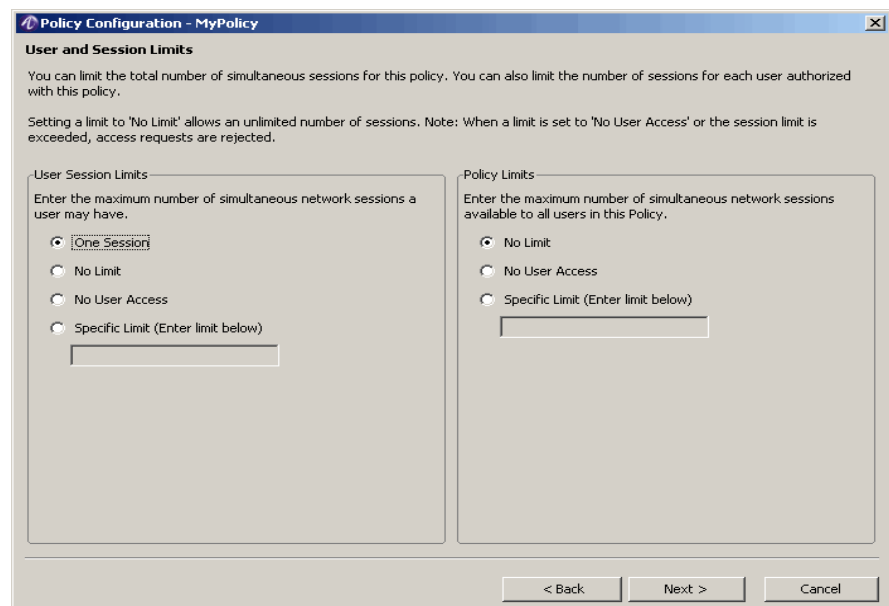 Policy Configuration - MyPolicy
User and Session Limits
You can limit the total number of simultaneous sessions for this policy. You can also limit the number of sessions for each user authorized
with this policy.
Setting a limit to 'No Limit' allows an unlimited number of sessions. Note: When a limit is set to 'No User Access' or the session limit is
exceeded, access requests are rejected.
User Session Limits
Enter the maximum number of simultaneous network sessions a
user may have.
One Session
No Limit
No User Access
Specific Limit (Enter limit below)
Policy Limits
Enter the maximum number of simultaneous network sessions
available to all users in this Policy.
No Limit
No User Access
Specific Limit (Enter limit below)
< Back
Next >
Cancel